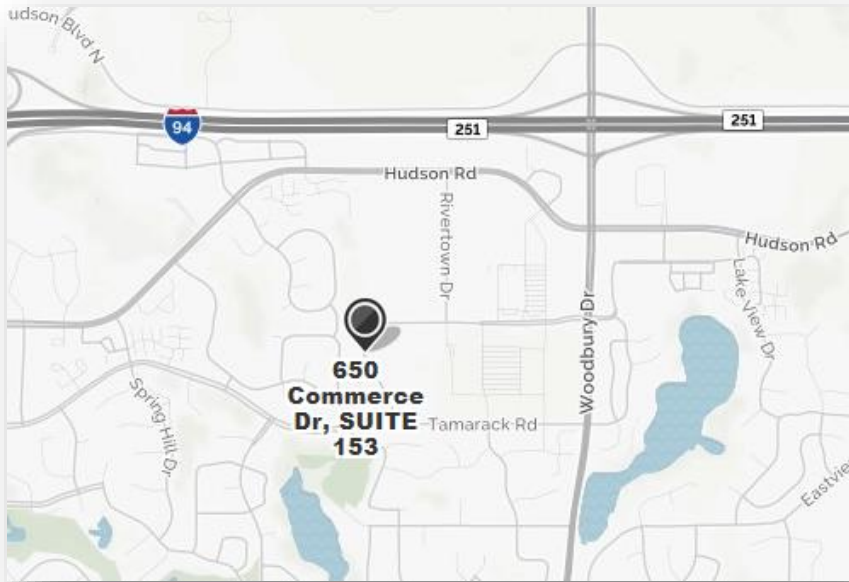 udson Blvd N
94
251
251
Hudson Rd
Rivertown Dr
Hudson Rd
Lake View Dr
Woodbury Dr
650
Commerce
Dr, SUITE
153
Spring Hill Dr
Tamarack Rd
Eastview